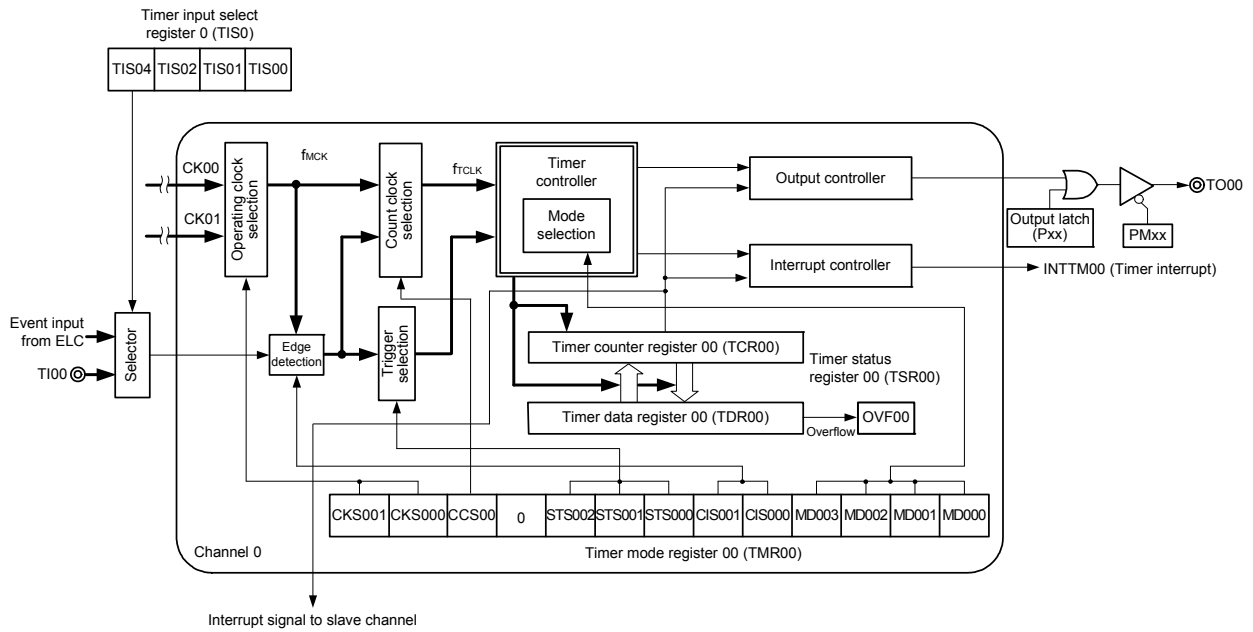 Timer input select
register 0 (TIS0)
TIS04 TIS02 TIS01 TIS00
CK00
CK01
Operating clock
selection
fMCK
Count clock
selection
fTCLK
Timer
controller
Mode
selection
Output controller
Output latch
(Pxx)
PMxx
TO00
Interrupt controller
INTTM00 (Timer interrupt)
Event input
from ELC
TI00
Selector
Edge
detection
Trigger
selection
Timer counter register 00 (TCR00)
Timer status
register 00 (TSR00)
Timer data register 00 (TDR00)
Overflow
OVF00
CKS001 CKS000 CCS00 0 STS002 STS001 STS000 CIS001 CIS000 MD003 MD002 MD001 MD000
Channel 0
Timer mode register 00 (TMR00)
Interrupt signal to slave channel